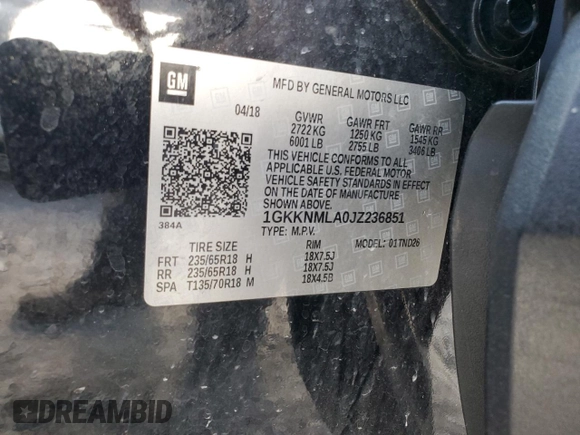 GM
MFD BY GENERAL MOTORS LLC
04/18 GVWR GAWR FRT GAWR RR
2722 KG 1250 KG 1545 KG
6001 LB 2755 LB 3406 LB
THIS VEHICLE CONFORMS TO ALL
APPLICABLE U.S. FEDERAL MOTOR
VEHICLE SAFETY STANDARDS IN EFFECT
ON THE DATE OF MANUFACTURE
SHOWN ABOVE.
384A
1GKKNMLA0JZ236851
TYPE: M.P.V. MODEL: 01TND26
TIRE SIZE RIM
FRT 235/65R18 H 18X7.5J
RR 235/65R18 H 18X7.5J
SPA T135/70R18 M 18X4.5B
DREAMBID